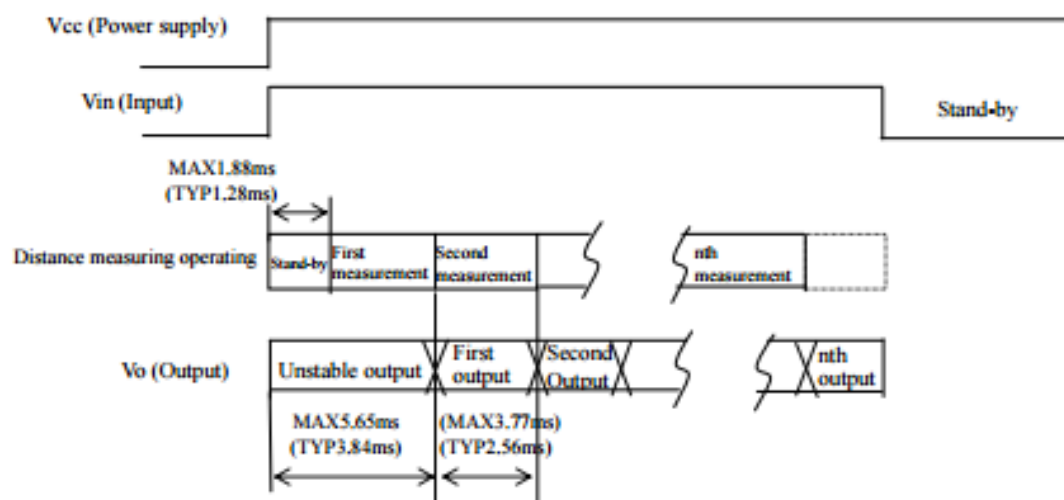 Vcc (Power supply)
Vin (Input)
Stand-by
MAX1.88ms
(TYP1.28ms)
Distance measuring operating
Stand-by
First
measurement
Second
measurement
nth
measurement
Vo (Output)
Unstable output
First
output
Second
Output
nth
output
MAX5.65ms
(TYP3.84ms)
(MAX3.77ms)
(TYP2.56ms)